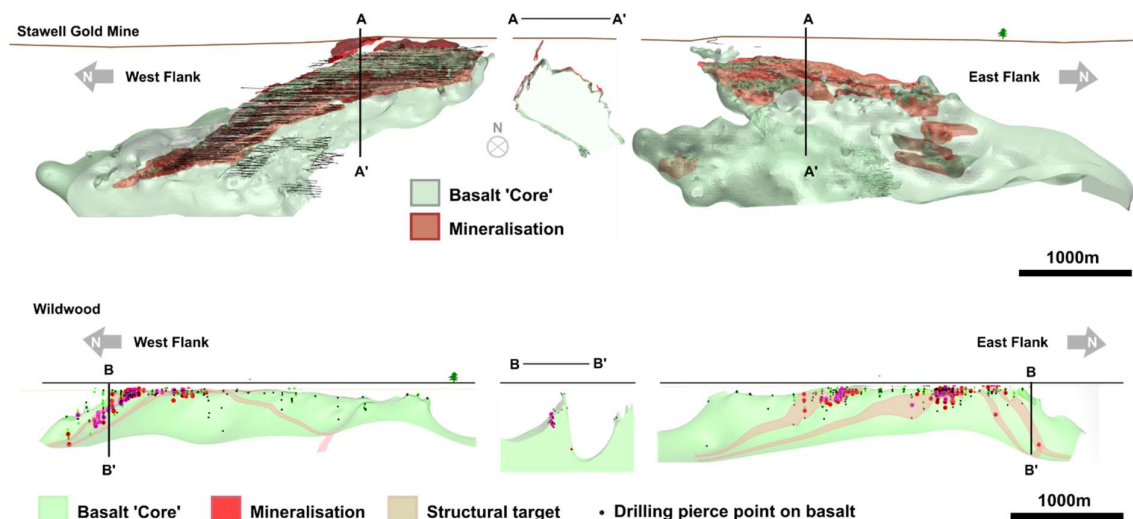 A A A' A
Stawell Gold Mine
N West Flank East Flank N
N
A' A'
Basalt 'Core'
Mineralisation
1000m
Wildwood
N West Flank B B' East Flank N
B B
B' B'
Basalt 'Core' Mineralisation Structural target Drilling pierce point on basalt
1000m